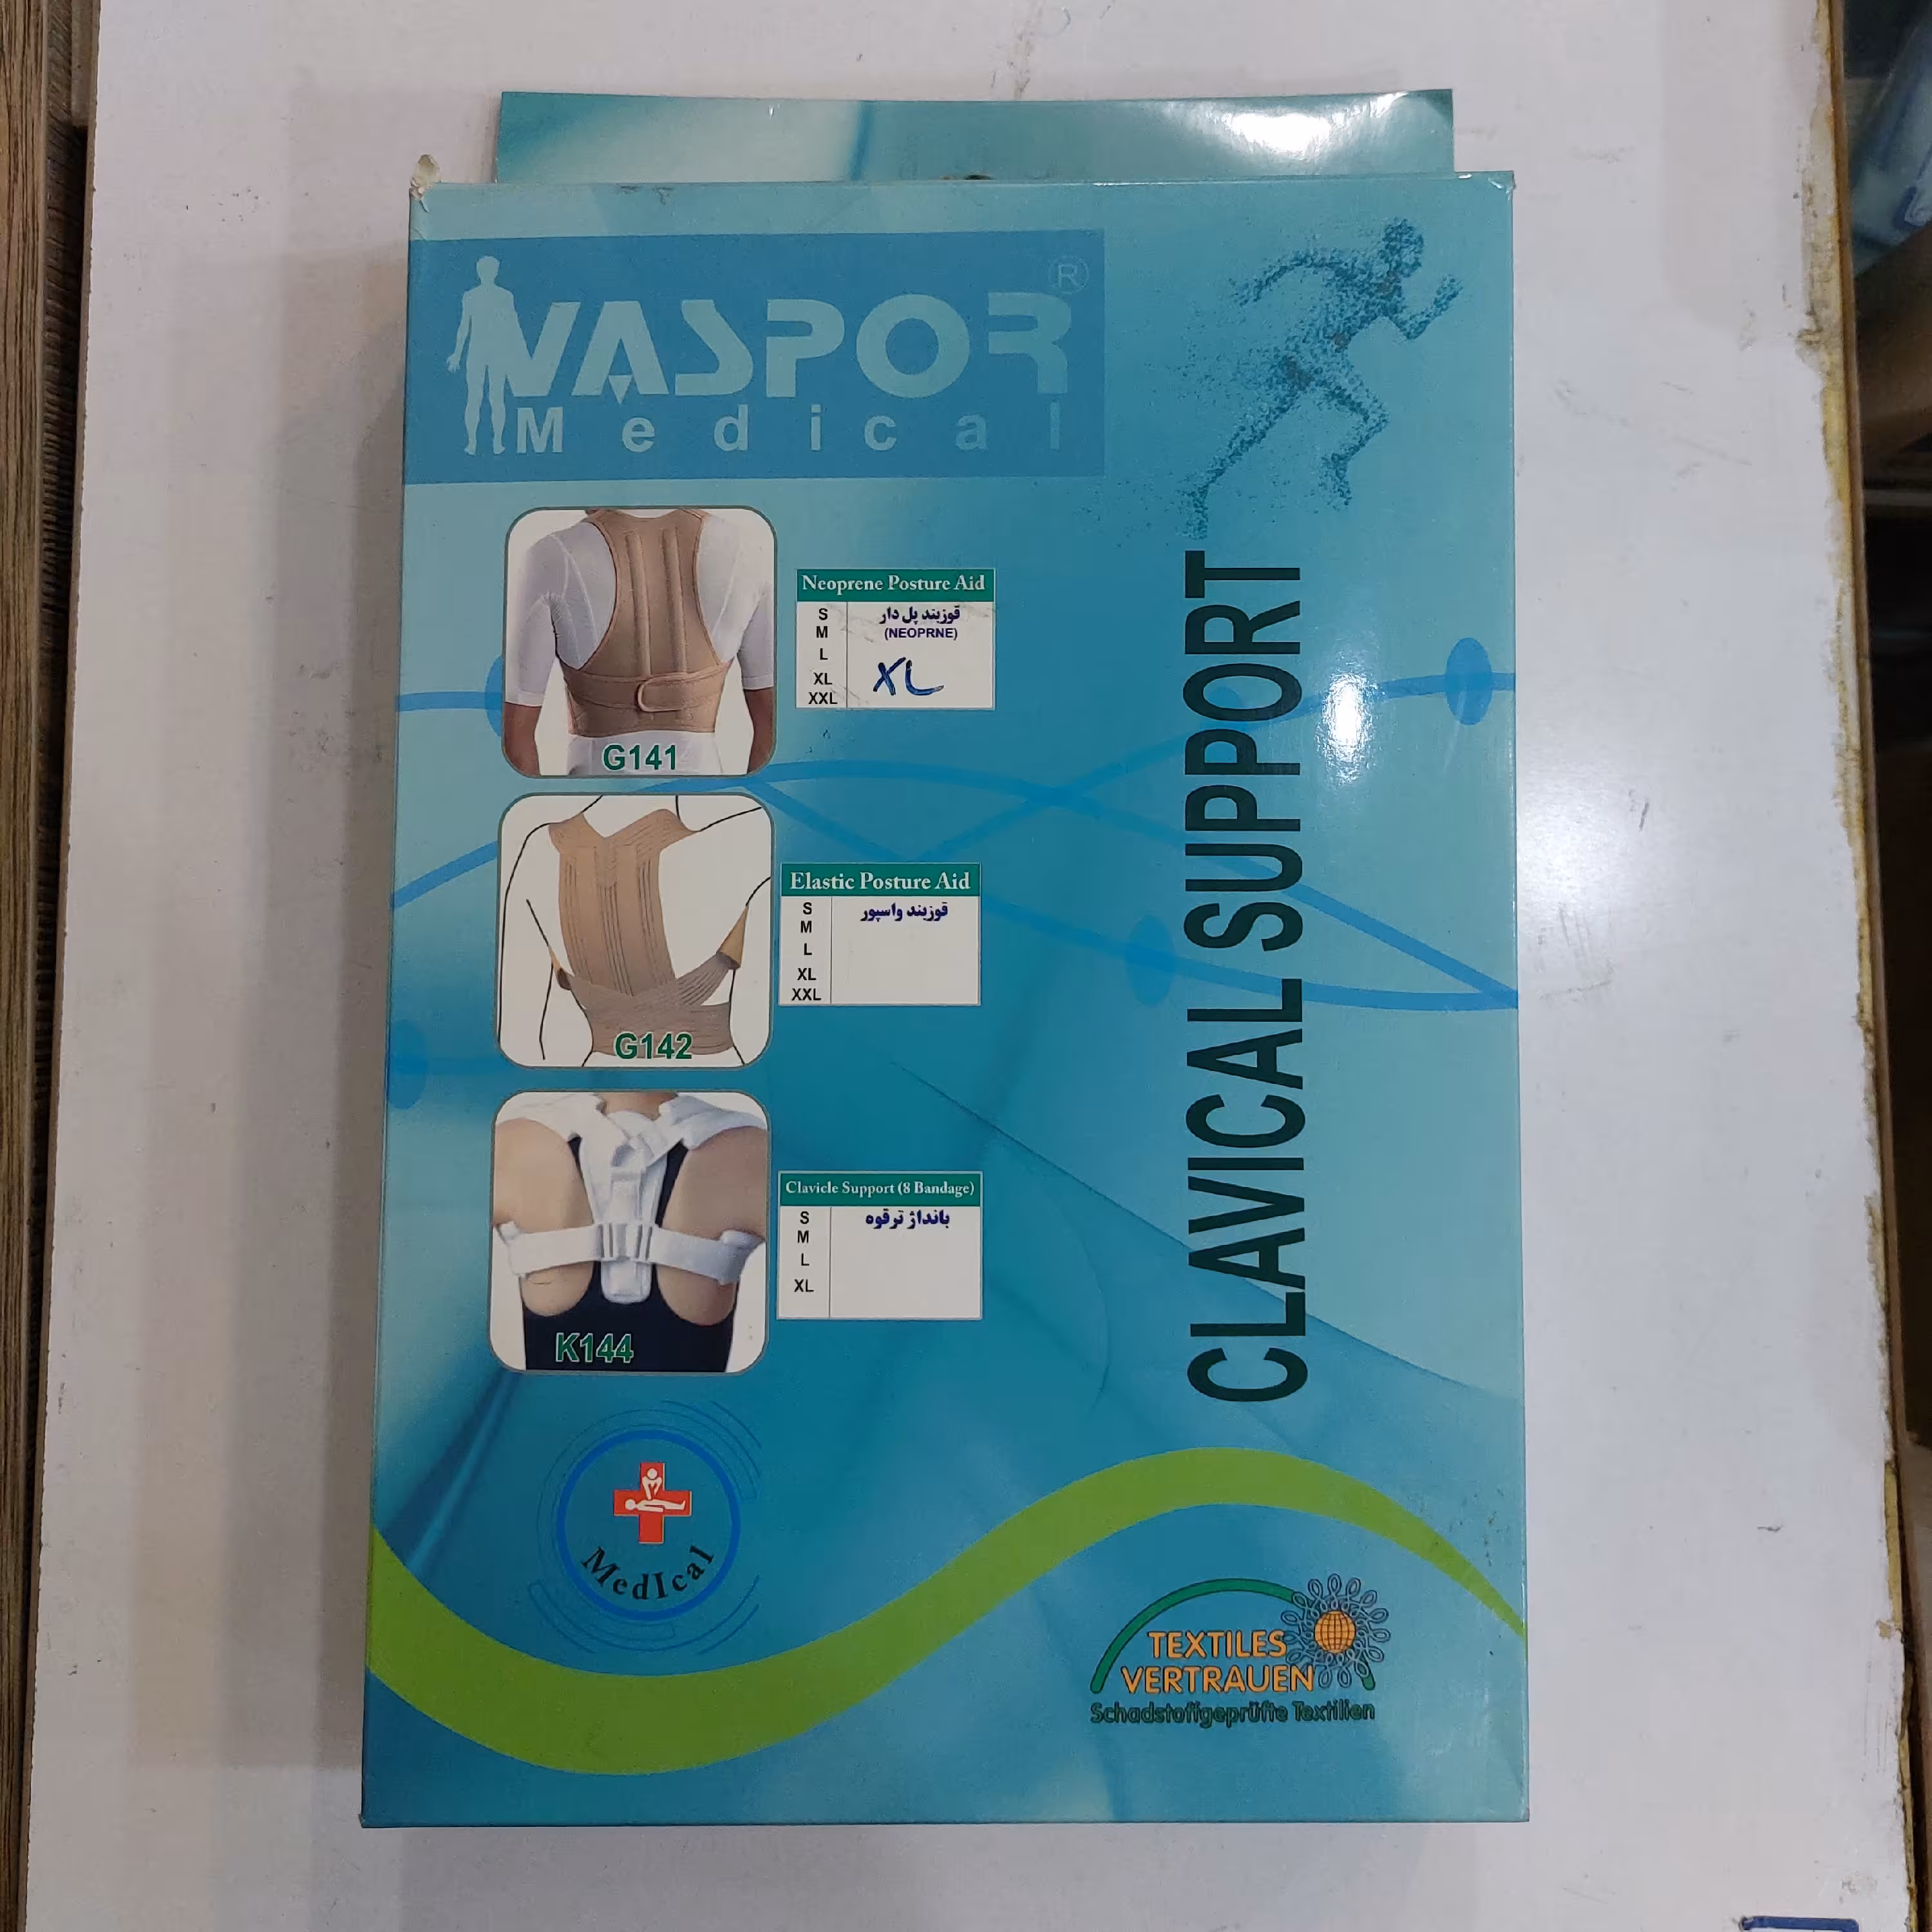 VASPOR®
Medical
Neoprene Posture Aid
S
M
L
XL
XXL
قوزبند پل دار
(NEOPRNE)
XL
G141
Elastic Posture Aid
S
M
L
XL
XXL
قوزبند واسپور
G142
Clavicle Support (8 Bandage)
S
M
L
XL
بانداژ ترقوه
K144
CLAVICAL SUPPORT
MedIcal
TEXTILES
VERTRAUEN
Schadstoffgeprüfte Textilien